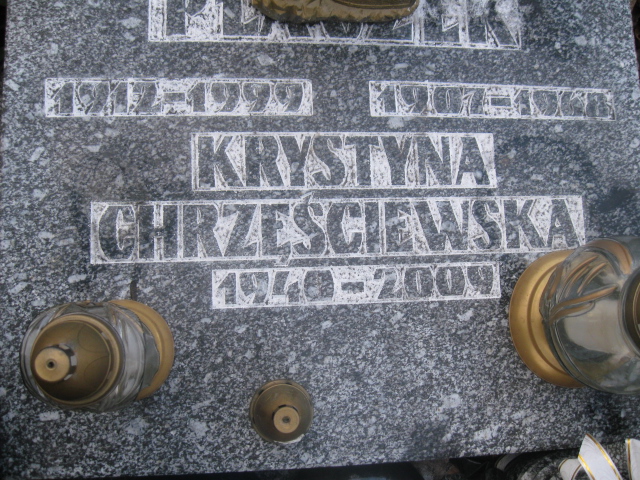 1912-1999
KRYSTYNA
CHRZĘŚCIEWSKA
1940-2009